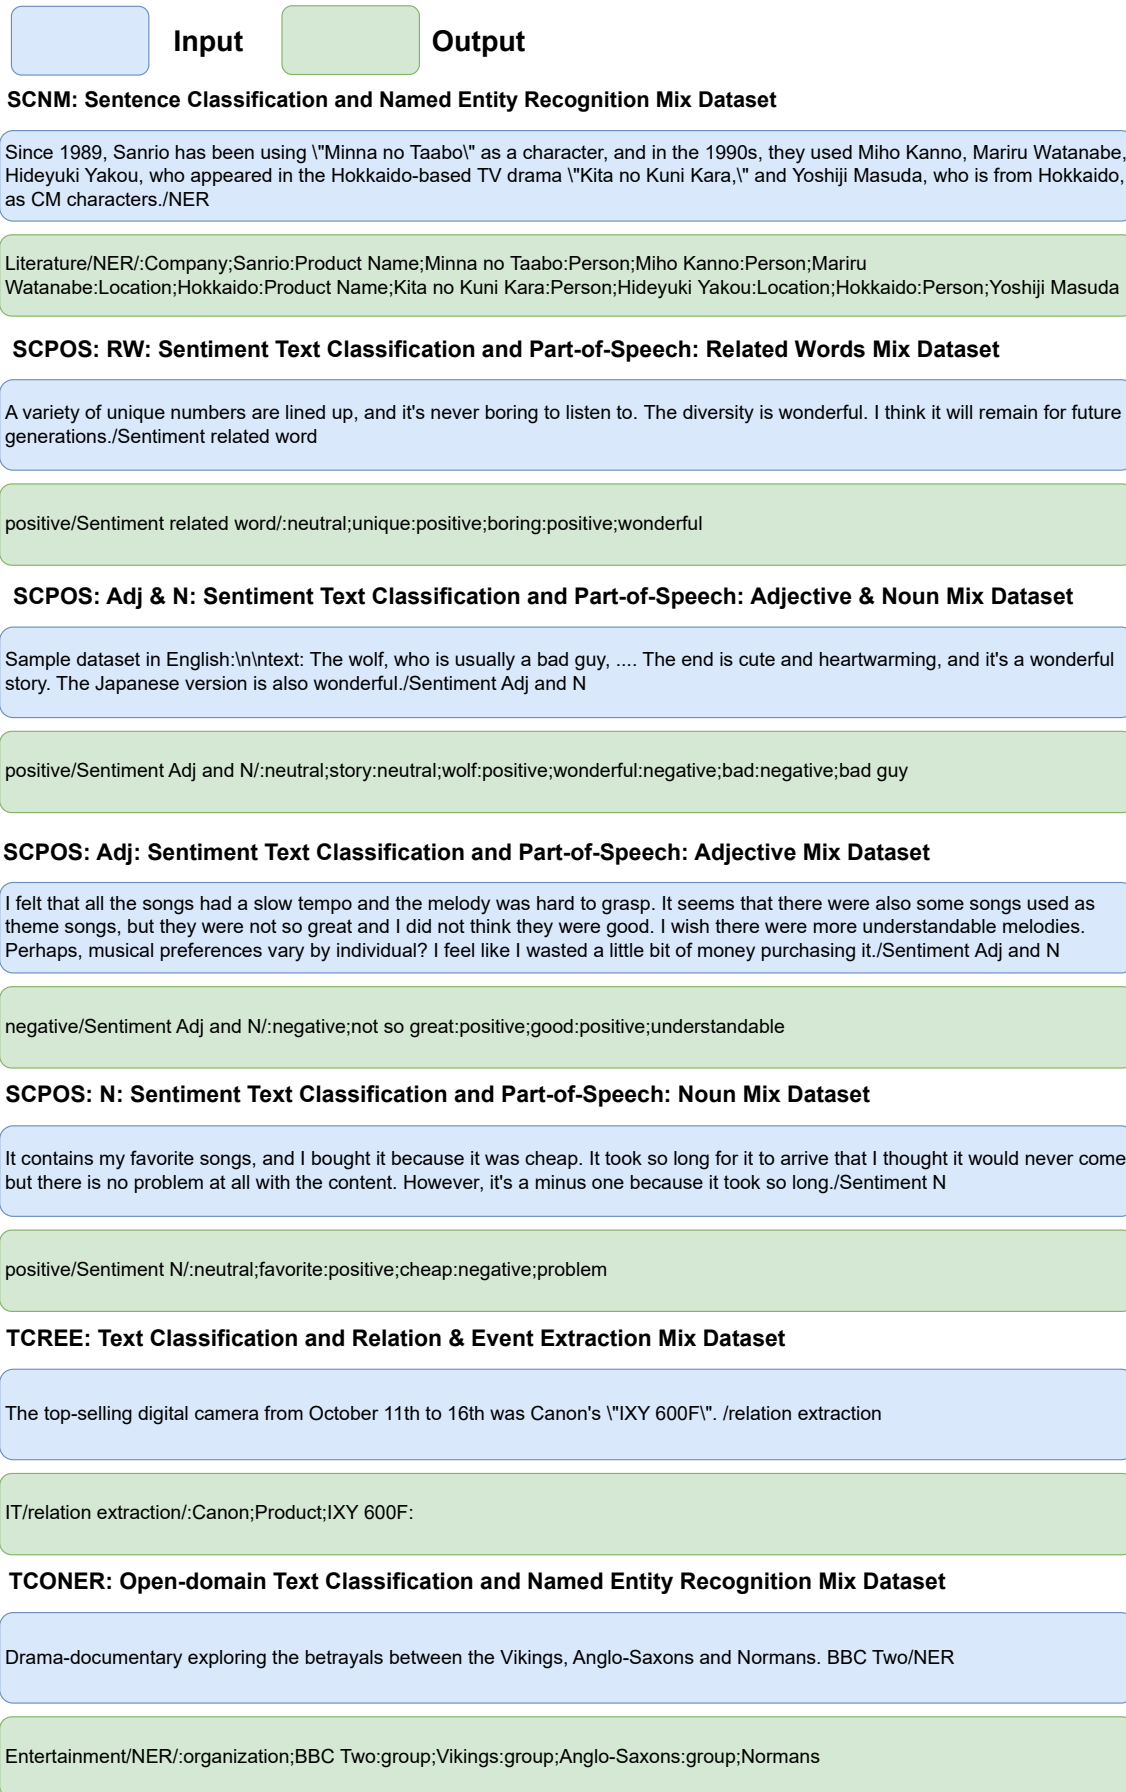 Input
Output
SCNM: Sentence Classification and Named Entity Recognition Mix Dataset
Since 1989, Sanrio has been using \"Minna no Taabo\" as a character, and in the 1990s, they used Miho Kanno, Mariru Watanabe,
Hideyuki Yakou, who appeared in the Hokkaido-based TV drama \"Kita no Kuni Kara,\" and Yoshiji Masuda, who is from Hokkaido,
as CM characters./NER
Literature/NER/:Company;Sanrio:Product Name;Minna no Taabo:Person;Miho Kanno:Person;Mariru
Watanabe:Location;Hokkaido:Product Name;Kita no Kuni Kara:Person;Hideyuki Yakou:Location;Hokkaido:Person;Yoshiji Masuda
SCPOS: RW: Sentiment Text Classification and Part-of-Speech: Related Words Mix Dataset
A variety of unique numbers are lined up, and it's never boring to listen to. The diversity is wonderful. I think it will remain for future
generations./Sentiment related word
positive/Sentiment related word/:neutral;unique:positive;boring:positive;wonderful
SCPOS: Adj & N: Sentiment Text Classification and Part-of-Speech: Adjective & Noun Mix Dataset
Sample dataset in English:\n\ntext: The wolf, who is usually a bad guy, .... The end is cute and heartwarming, and it's a wonderful
story. The Japanese version is also wonderful./Sentiment Adj and N
positive/Sentiment Adj and N/:neutral;story:neutral;wolf:positive;wonderful:negative;bad:negative;bad guy
SCPOS: Adj: Sentiment Text Classification and Part-of-Speech: Adjective Mix Dataset
I felt that all the songs had a slow tempo and the melody was hard to grasp. It seems that there were also some songs used as
theme songs, but they were not so great and I did not think they were good. I wish there were more understandable melodies.
Perhaps, musical preferences vary by individual? I feel like I wasted a little bit of money purchasing it./Sentiment Adj and N
negative/Sentiment Adj and N/:negative;not so great:positive;good:positive;understandable
SCPOS: N: Sentiment Text Classification and Part-of-Speech: Noun Mix Dataset
It contains my favorite songs, and I bought it because it was cheap. It took so long for it to arrive that I thought it would never come
but there is no problem at all with the content. However, it's a minus one because it took so long./Sentiment N
positive/Sentiment N/:neutral;favorite:positive;cheap:negative;problem
TCREE: Text Classification and Relation & Event Extraction Mix Dataset
The top-selling digital camera from October 11th to 16th was Canon's \"IXY 600F\". /relation extraction
IT/relation extraction/:Canon;Product;IXY 600F:
TCONER: Open-domain Text Classification and Named Entity Recognition Mix Dataset
Drama-documentary exploring the betrayals between the Vikings, Anglo-Saxons and Normans. BBC Two/NER
Entertainment/NER/:organization;BBC Two:group;Vikings:group;Anglo-Saxons:group;Normans